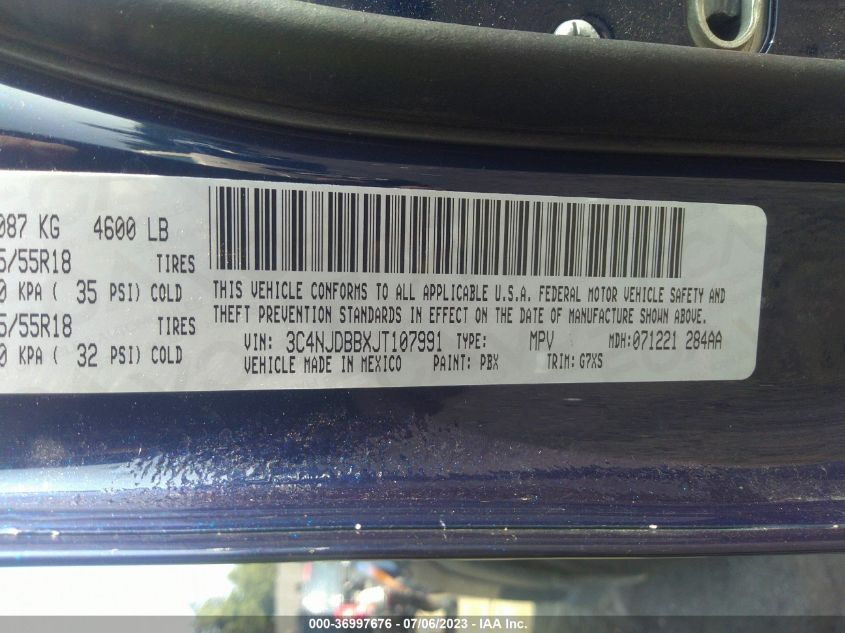 087 KG 4600 LB
5/55R18 TIRES
0 KPA ( 35 PSI) COLD
5/55R18 TIRES
0 KPA ( 32 PSI) COLD
THIS VEHICLE CONFORMS TO ALL APPLICABLE U.S.A. FEDERAL MOTOR VEHICLE SAFETY AND
THEFT PREVENTION STANDARDS IN EFFECT ON THE DATE OF MANUFACTURE SHOWN ABOVE.
VIN: 3C4NJDBBXJT107991 TYPE: MPV MDH:071221 284AA
VEHICLE MADE IN MEXICO PAINT: PBX TRIM: G7XS
000-36997676 - 07/06/2023 - IAA Inc.